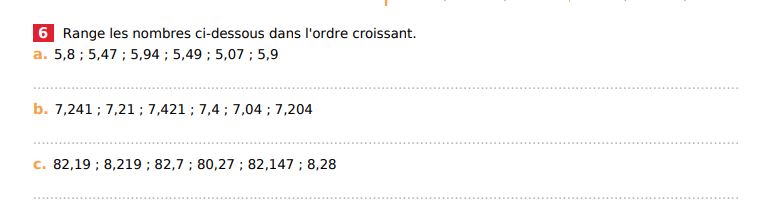 6 Range les nombres ci-dessous dans l'ordre croissant.
a. 5,8 ; 5,47 ; 5,94 ; 5,49 ; 5,07 ; 5,9
b. 7,241 ; 7,21 ; 7,421 ; 7,4 ; 7,04 ; 7,204
c. 82,19 ; 8,219 ; 82,7 ; 80,27 ; 82,147 ; 8,28